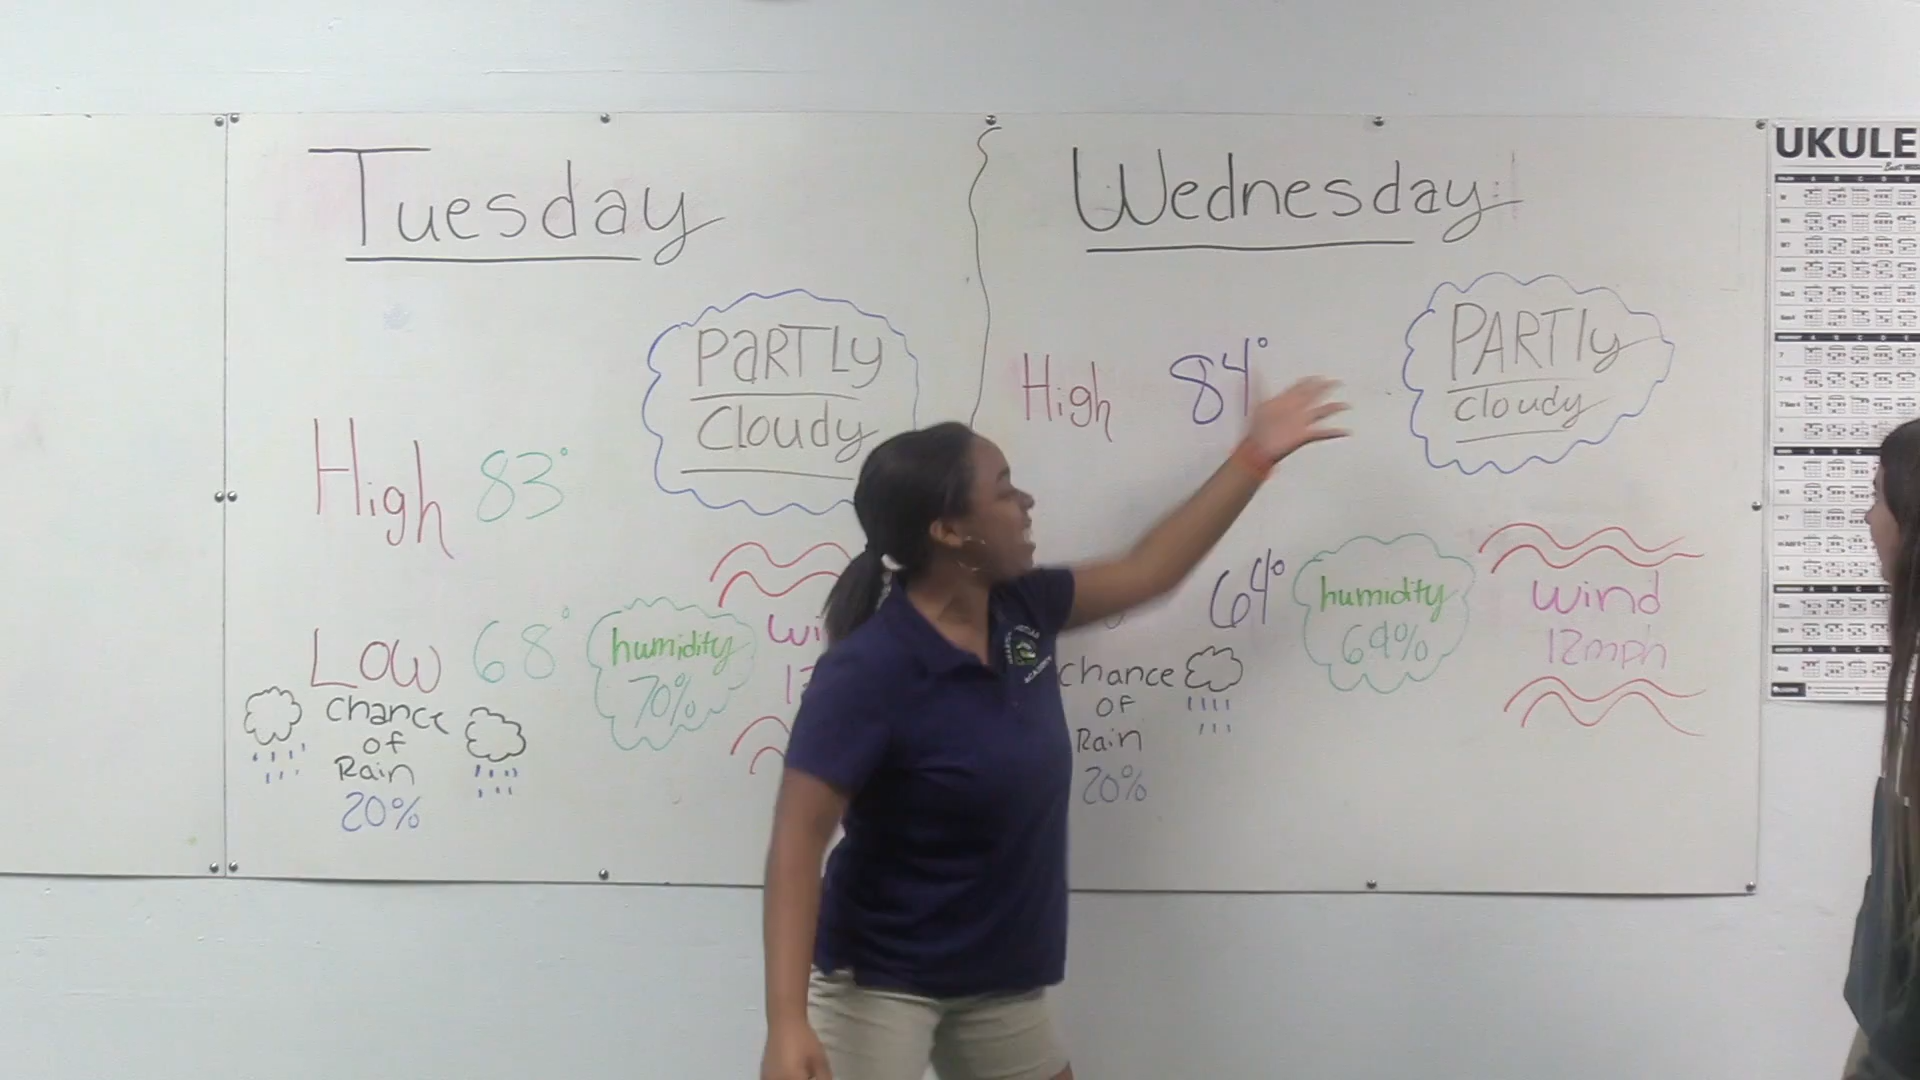 Tuesday
PARTLY
Cloudy
High 83°
Low 68°
humidity
70%
Chance
of
Rain
20%
Wednesday
High 84°
PARTly
cloudy
64°
humidity
69%
wind
12mph
Chance
OF
Rain
20%
UKULE